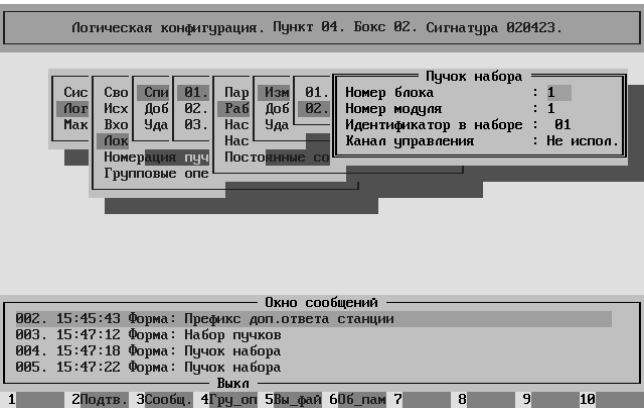 Логическая конфигурация. Пункт 04. Бокс 02. Сигнатура 020423.
Пучок набора
Сис Сво Спи 01. Пар Изм 01. Номер блока : 1
Лог Исх Доб 02. Раб Доб 02. Номер модуля : 1
Мак Вхо Уда 03. Нас Уда Идентификатор в наборе : 01
Лок Нас Канал управления : Не испол.
Номерация пуч Постоянные со
Групповые опе
Окно сообщений
002. 15:45:43 Форма: Префикс доп.ответа станции
003. 15:47:12 Форма: Набор пучков
004. 15:47:18 Форма: Пучок набора
005. 15:47:22 Форма: Пучок набора
Выкл
1 2Подтв. 3Сообщ. 4Гру_оп 5Вы_фай 6Об_пам 7 8 9 10